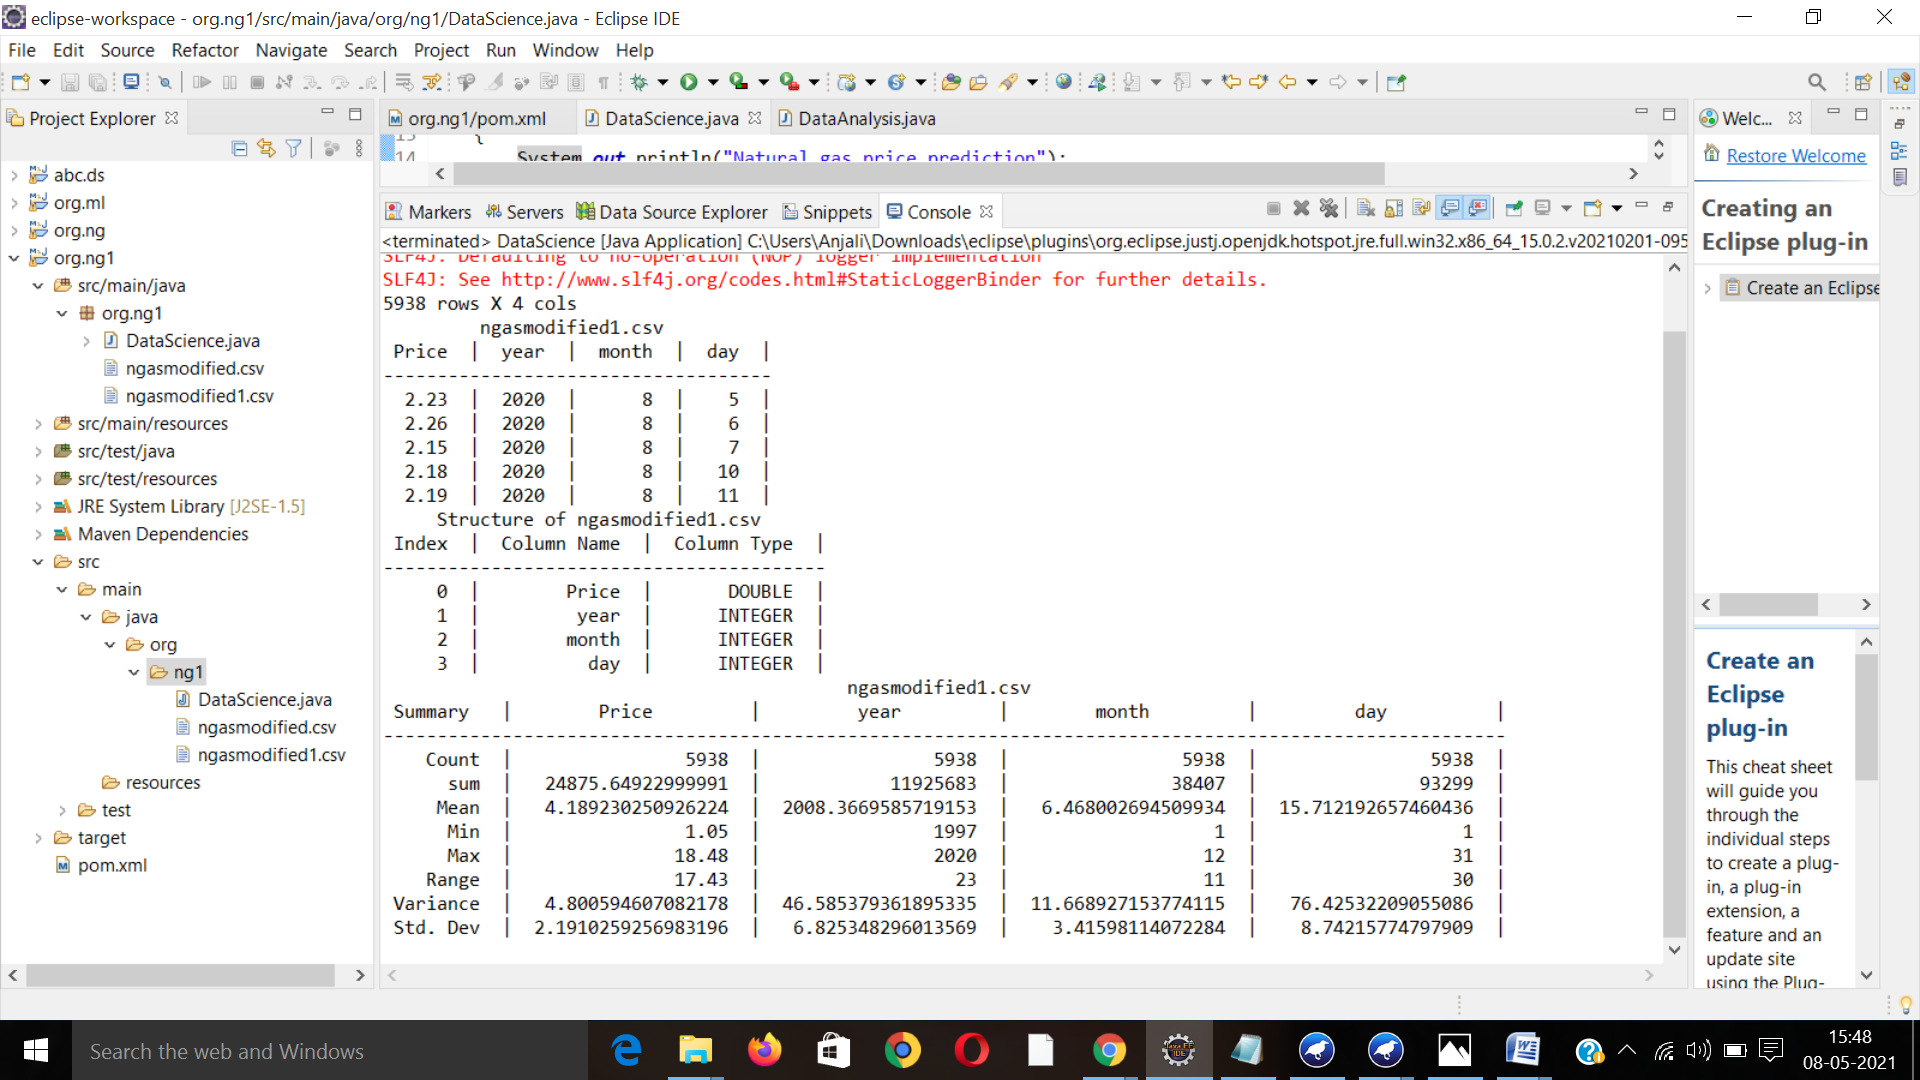 eclipse-workspace - org.ng1/src/main/java/org/ng1/DataScience.java - Eclipse IDE
File Edit Source Refactor Navigate Search Project Run Window Help
Project Explorer
abc.ds
org.ml
org.ng
org.ng1
src/main/java
org.ng1
DataScience.java
ngasmodified.csv
ngasmodified1.csv
src/main/resources
src/test/java
src/test/resources
JRE System Library [J2SE-1.5]
Maven Dependencies
src
main
java
org
ng1
DataScience.java
ngasmodified.csv
ngasmodified1.csv
resources
test
target
pom.xml
org.ng1/pom.xml DataScience.java DataAnalysis.java
{
14 System.out.println("Natural gas price prediction");
Markers Servers Data Source Explorer Snippets Console
<terminated> DataScience [Java Application] C:\Users\Anjali\Downloads\eclipse\plugins\org.eclipse.justj.openjdk.hotspot.jre.full.win32.x86_64_15.0.2.v20210201-095
SLF4J: Defaulting to no-operation (NOP) logger implementation
SLF4J: See http://www.slf4j.org/codes.html#StaticLoggerBinder for further details.
5938 rows X 4 cols
ngasmodified1.csv
Price | year | month | day |
------------------------------------
2.23 | 2020 | 8 | 5 |
2.26 | 2020 | 8 | 6 |
2.15 | 2020 | 8 | 7 |
2.18 | 2020 | 8 | 10 |
2.19 | 2020 | 8 | 11 |
Structure of ngasmodified1.csv
Index | Column Name | Column Type |
-----------------------------------------
0 | Price | DOUBLE |
1 | year | INTEGER |
2 | month | INTEGER |
3 | day | INTEGER |
ngasmodified1.csv
Summary | Price | year | month | day |
--------------------------------------------------------------------------------------------------------
Count | 5938 | 5938 | 5938 | 5938 |
sum | 24875.64922999991 | 11925683 | 38407 | 93299 |
Mean | 4.189230250926224 | 2008.3669585719153 | 6.468002694509934 | 15.712192657460436 |
Min | 1.05 | 1997 | 1 | 1 |
Max | 18.48 | 2020 | 12 | 31 |
Range | 17.43 | 23 | 11 | 30 |
Variance | 4.800594607082178 | 46.585379361895335 | 11.668927153774115 | 76.42532209055086 |
Std. Dev | 2.1910259256983196 | 6.825348296013569 | 3.41598114072284 | 8.74215774797909 |
Welc...
Restore Welcome
Creating an
Eclipse plug-in
Create an Eclipse
Create an
Eclipse
plug-in
This cheat sheet
will guide you
through the
individual steps
to create a plug-
in, a plug-in
extension, a
feature and an
update site
using the Plug-
Search the web and Windows
15:48
08-05-2021